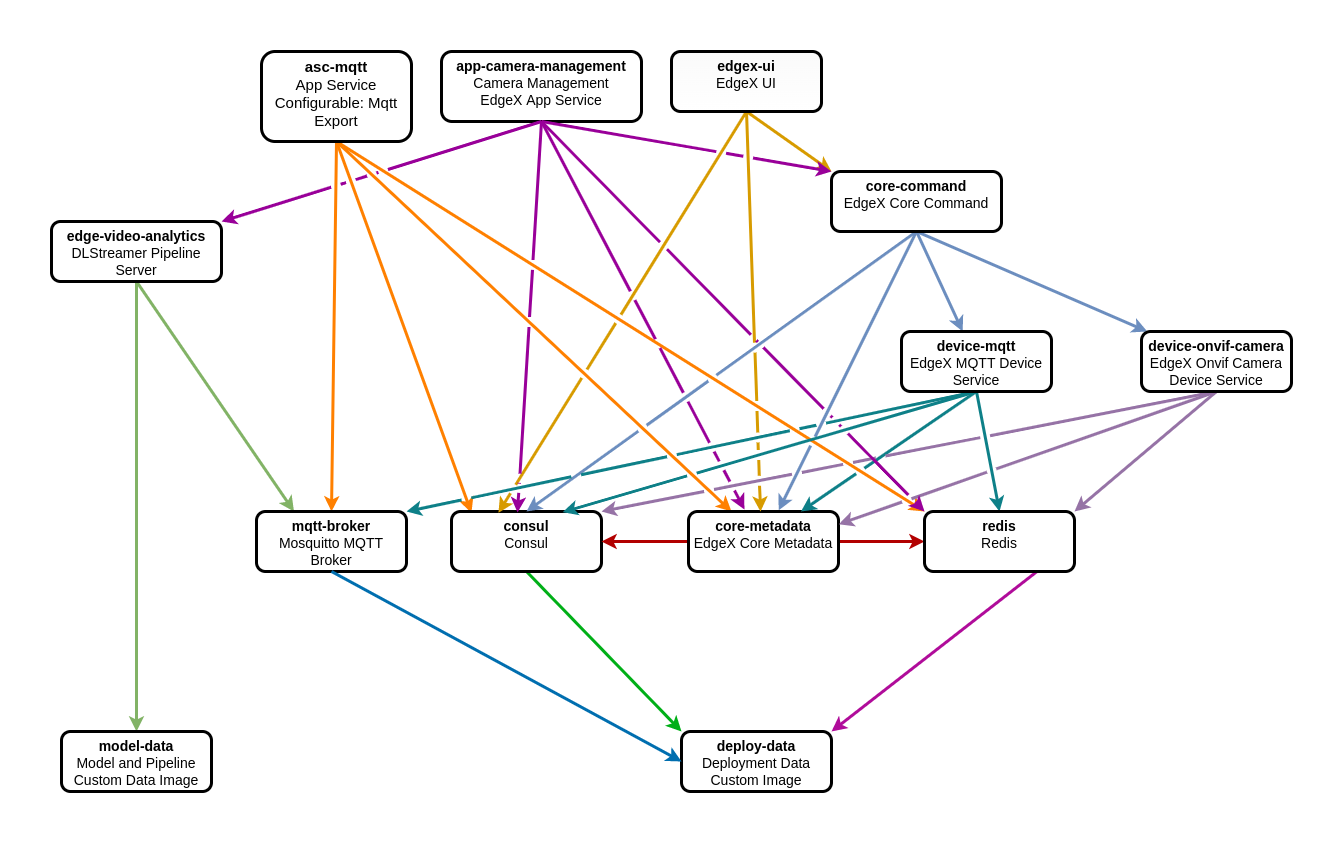 asc-mqtt
App Service
Configurable: Mqtt
Export
app-camera-management
Camera Management
EdgeX App Service
edgex-ui
EdgeX UI
core-command
EdgeX Core Command
edge-video-analytics
DLStreamer Pipeline
Server
device-mqtt
EdgeX MQTT Device
Service
device-onvif-camera
EdgeX Onvif Camera
Device Service
mqtt-broker
Mosquitto MQTT
Broker
consul
Consul
core-metadata
EdgeX Core Metadata
redis
Redis
model-data
Model and Pipeline
Custom Data Image
deploy-data
Deployment Data
Custom Image